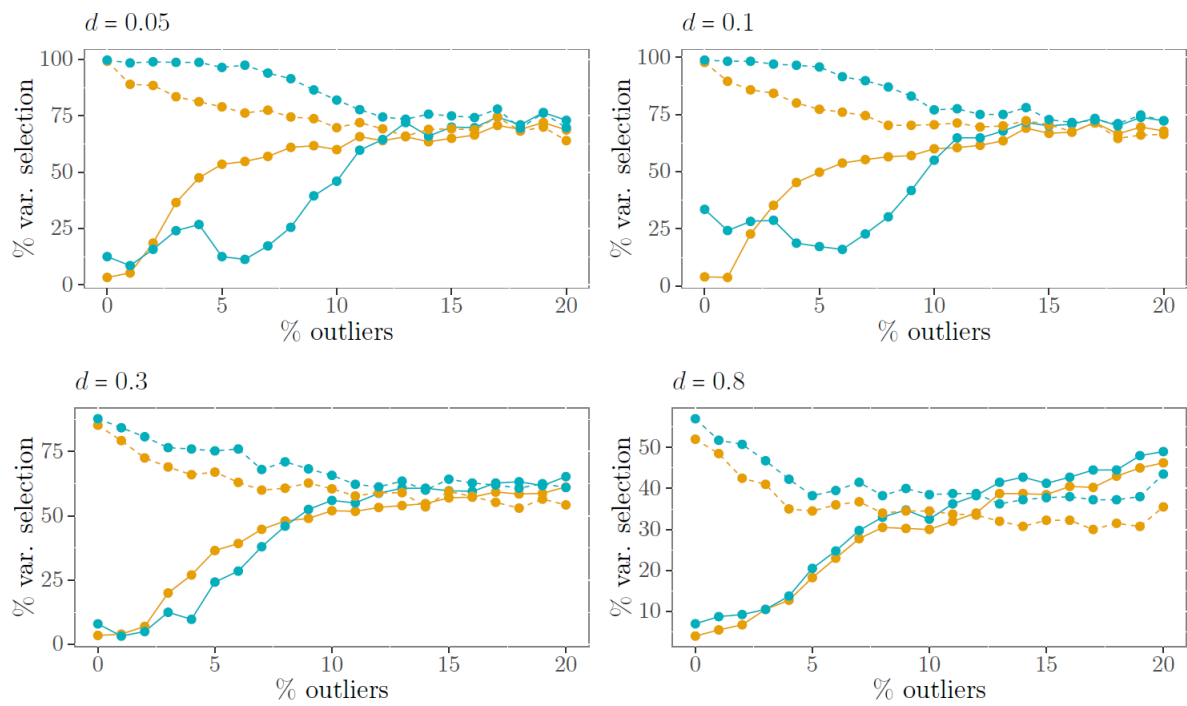 d = 0.05
100
75
50
25
0
% var. selection
0 5 10 15 20
% outliers
d = 0.1
100
75
50
25
0
% var. selection
0 5 10 15 20
% outliers
d = 0.3
75
50
25
0
% var. selection
0 5 10 15 20
% outliers
d = 0.8
50
40
30
20
10
% var. selection
0 5 10 15 20
% outliers